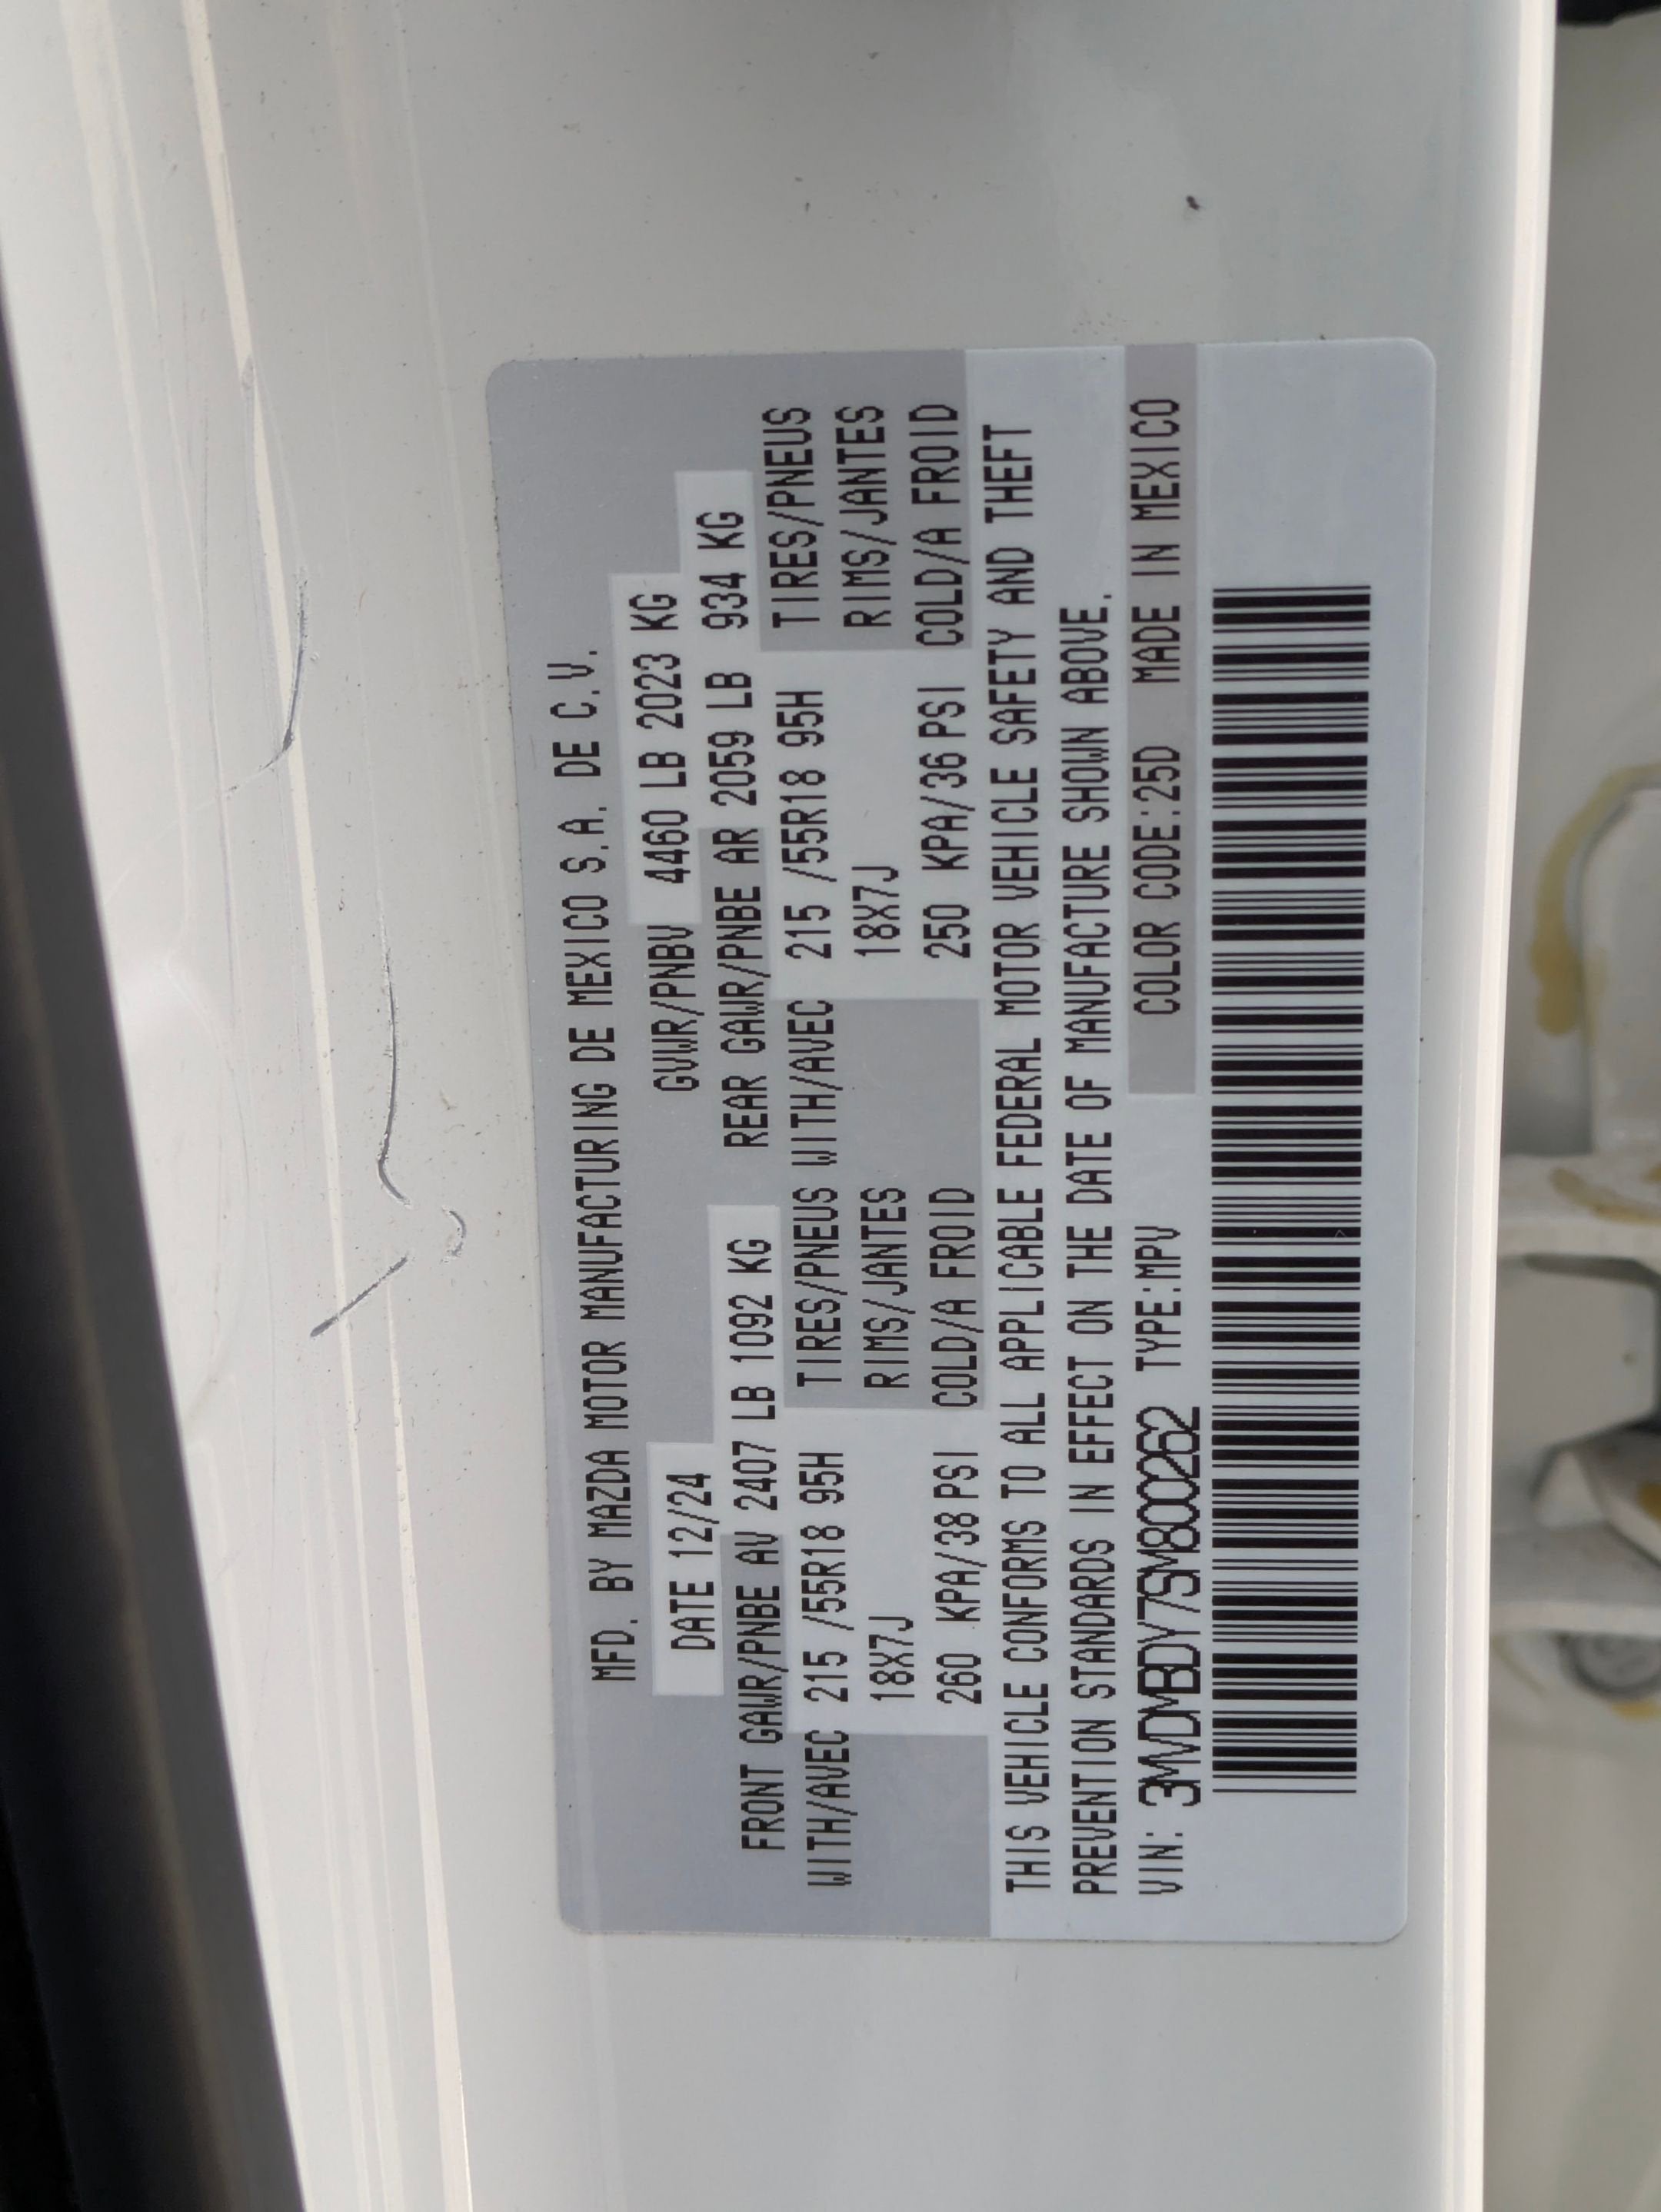 MFD. BY MAZDA MOTOR MANUFACTURING DE MEXICO S.A. DE C.V.
DATE 12/24 GVWR/PNBV 4460 LB 2023 KG
FRONT GAWR/PNBE AV 2407 LB 1092 KG REAR GAWR/PNBE AR 2059 LB 934 KG
WITH/AVEC 215 /55R18 95H TIRES/PNEUS WITH/AVEC 215 /55R18 95H TIRES/PNEUS
18X7J RIMS/JANTES 18X7J RIMS/JANTES
260 KPA/38 PSI COLD/A FROID 250 KPA/36 PSI COLD/A FROID
THIS VEHICLE CONFORMS TO ALL APPLICABLE FEDERAL MOTOR VEHICLE SAFETY AND THEFT
PREVENTION STANDARDS IN EFFECT ON THE DATE OF MANUFACTURE SHOWN ABOVE.
VIN: 3MVDMBDY7SM800262 TYPE:MPV COLOR CODE:25D MADE IN MEXICO